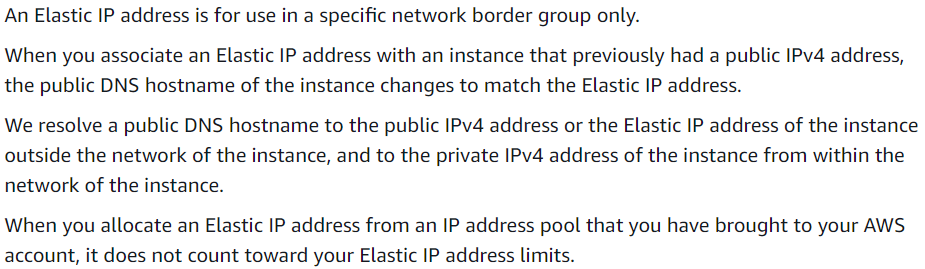 An Elastic IP address is for use in a specific network border group only.
When you associate an Elastic IP address with an instance that previously had a public IPv4 address,
the public DNS hostname of the instance changes to match the Elastic IP address.
We resolve a public DNS hostname to the public IPv4 address or the Elastic IP address of the instance
outside the network of the instance, and to the private IPv4 address of the instance from within the
network of the instance.
When you allocate an Elastic IP address from an IP address pool that you have brought to your AWS
account, it does not count toward your Elastic IP address limits.